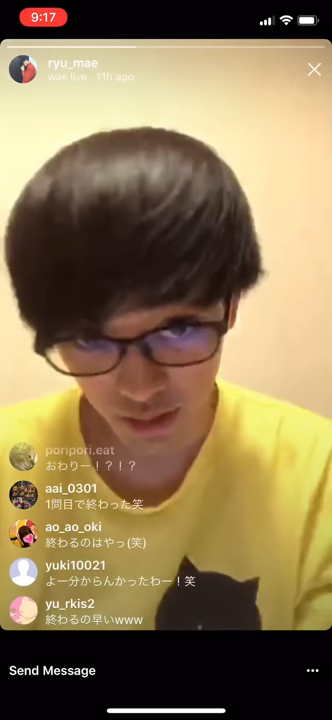 9:17
ryu_mae
was live · 11h ago
poripori.eat
おわりー！？！？
aai_0301
1問目で終わった笑
ao_ao_oki
終わるのはやっ(笑)
yuki10021
よー分からんかったわー！笑
yu_rkis2
終わるの早いwww
Send Message